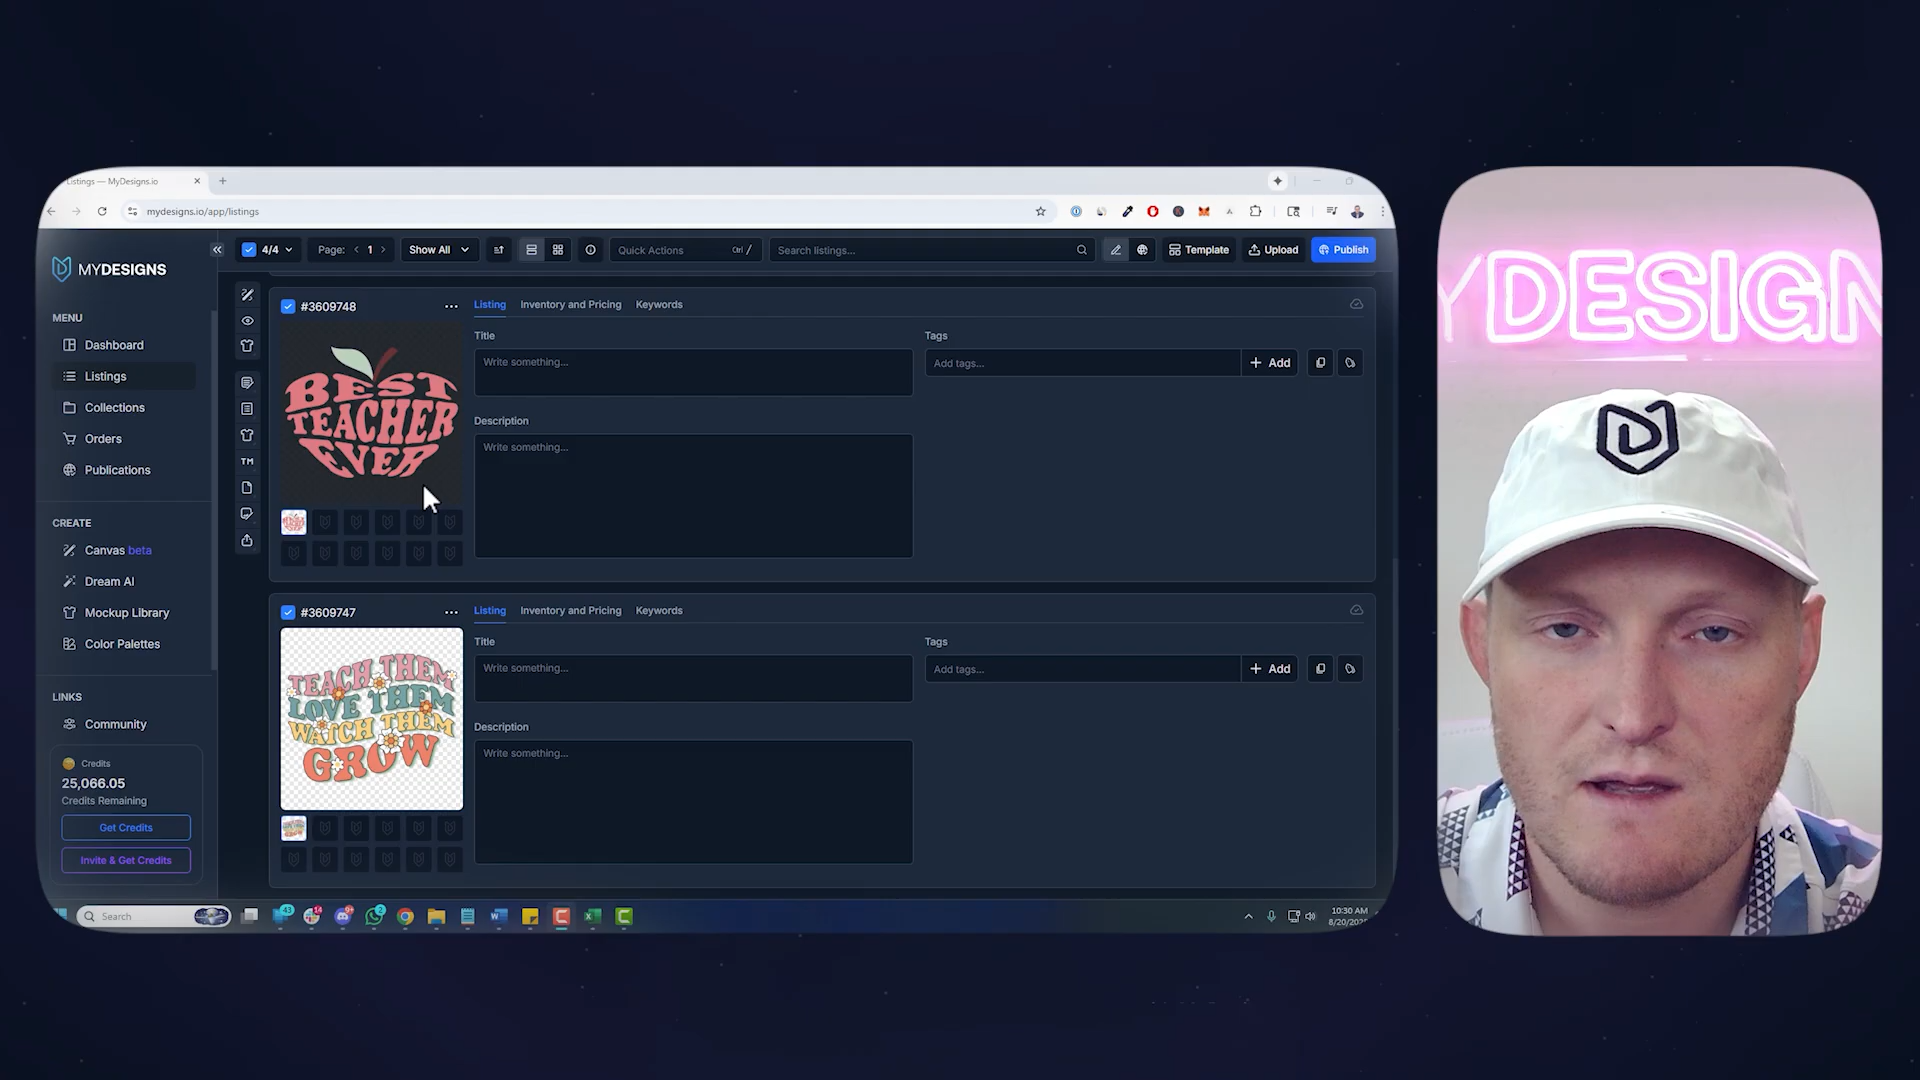 Listings — MyDesigns.io
mydesigns.io/app/listings
MYDESIGNS
MENU
Dashboard
Listings
Collections
Orders
Publications
CREATE
Canvas beta
Dream AI
Mockup Library
Color Palettes
LINKS
Community
Credits
25,066.05
Credits Remaining
Get Credits
Invite & Get Credits
4/4
Page: 1
Show All
Quick Actions
Ctrl /
Search listings...
Template
Upload
Publish
TM
#3609748
BEST
TEACHER
EVER
Listing
Inventory and Pricing
Keywords
Title
Write something...
Description
Write something...
Tags
Add tags...
Add
#3609747
TEACH THEM
LOVE THEM
WATCH THEM
GROW
Listing
Inventory and Pricing
Keywords
Title
Write something...
Description
Write something...
Tags
Add tags...
Add
Search
43
14
2
10:30 AM
YDESIGN